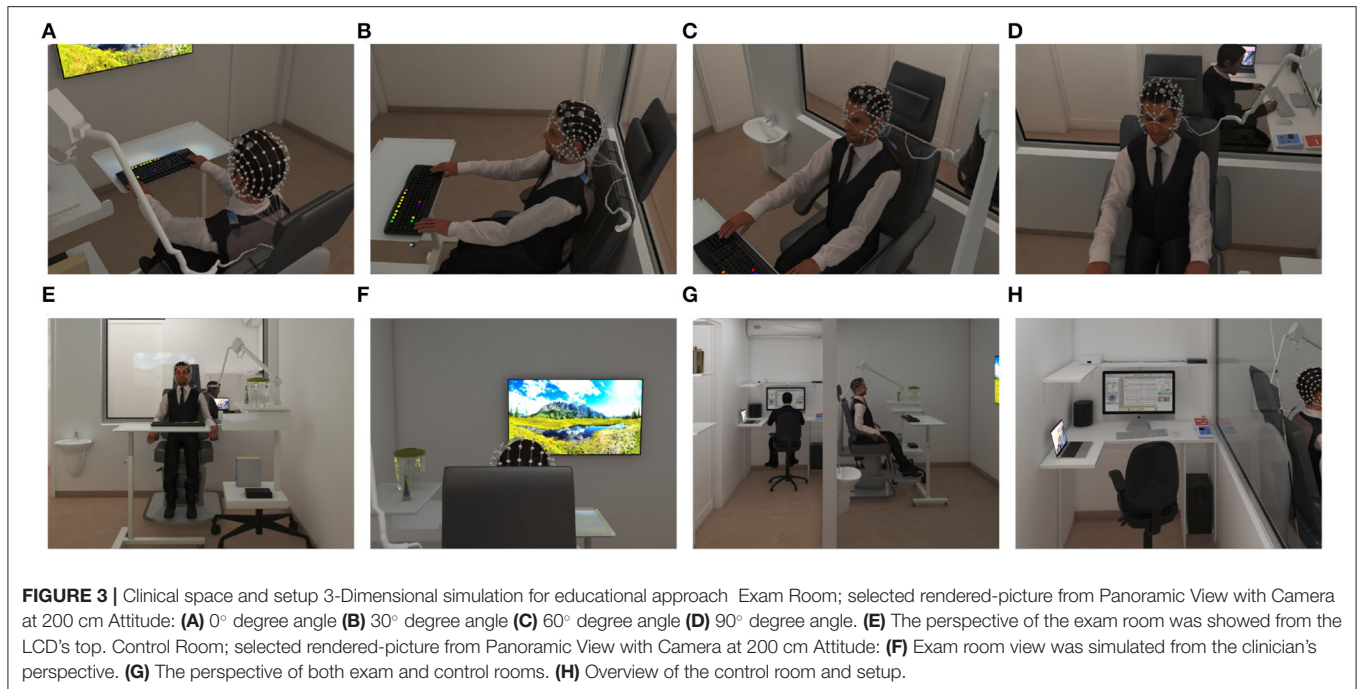 A
B
C
D
E
F
G
H
FIGURE 3 | Clinical space and setup 3-Dimensional simulation for educational approach Exam Room; selected rendered-picture from Panoramic View with Camera
at 200 cm Attitude: (A) 0° degree angle (B) 30° degree angle (C) 60° degree angle (D) 90° degree angle. (E) The perspective of the exam room was showed from the
LCD's top. Control Room; selected rendered-picture from Panoramic View with Camera at 200 cm Attitude: (F) Exam room view was simulated from the clinician's
perspective. (G) The perspective of both exam and control rooms. (H) Overview of the control room and setup.